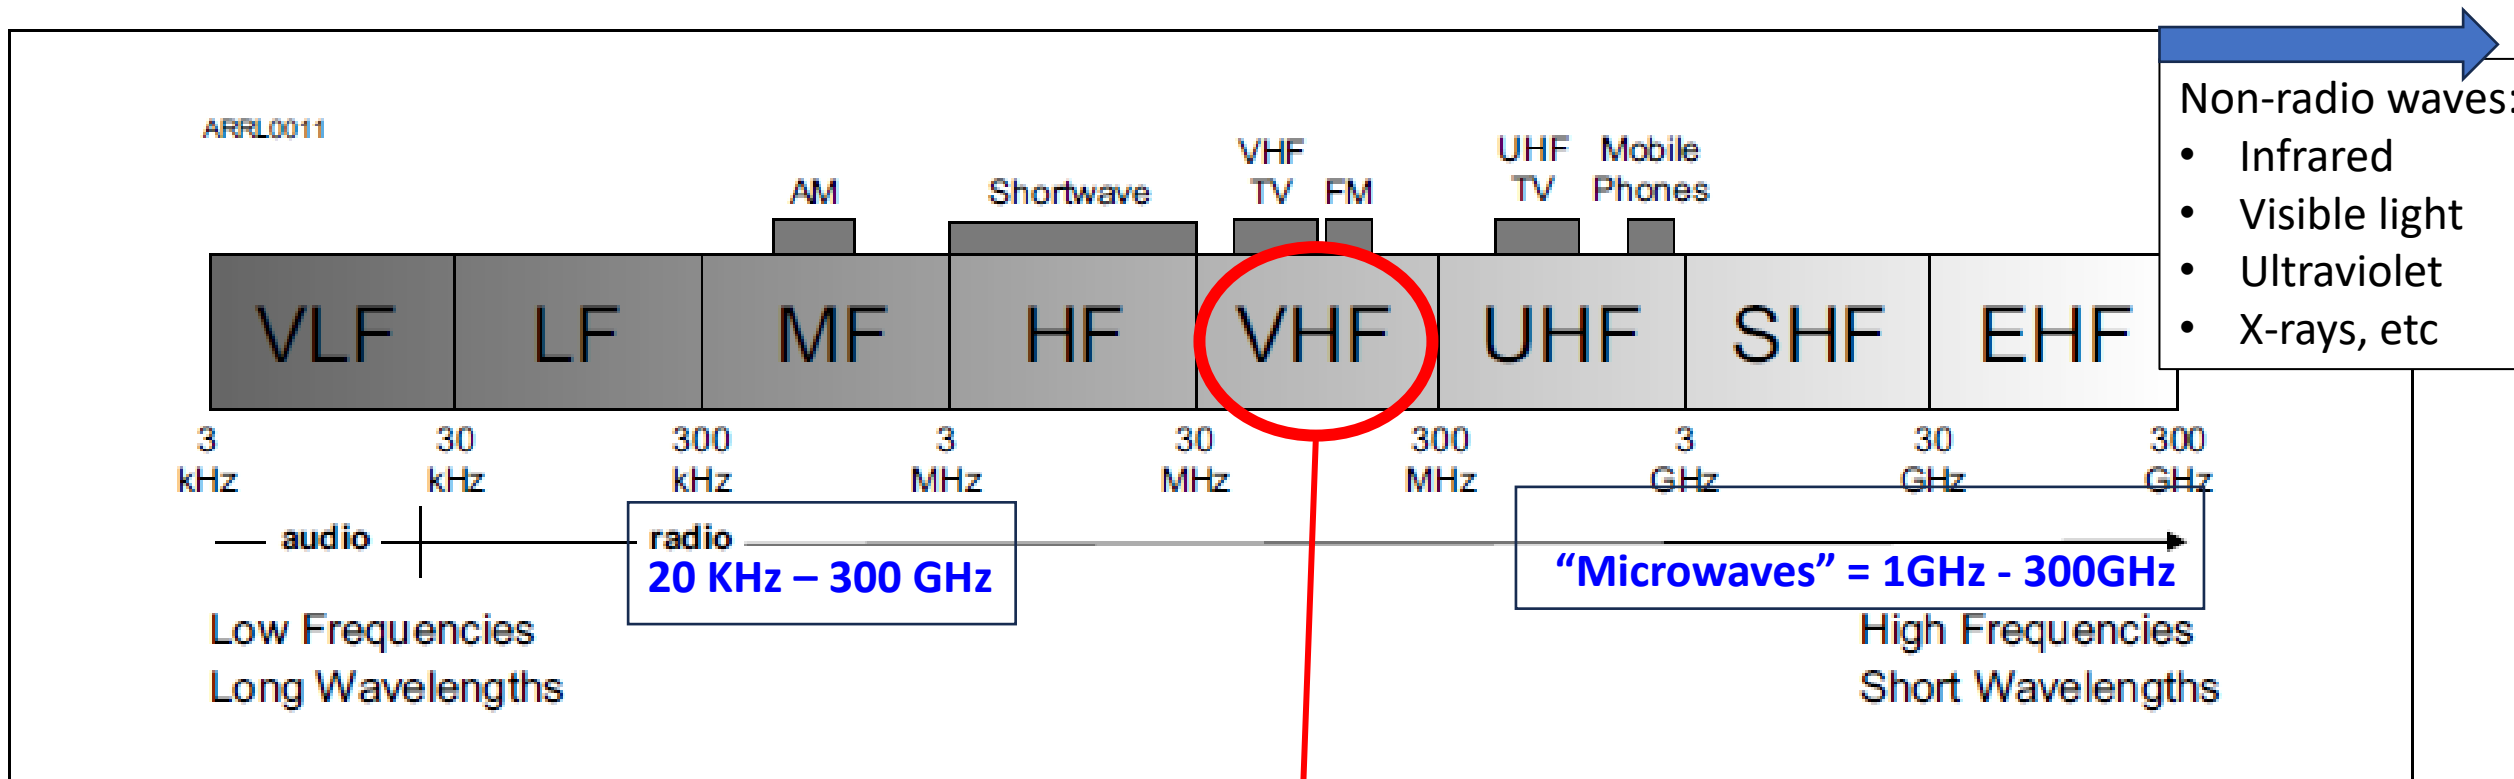 Non-radio waves:
• Infrared
• Visible light
• Ultraviolet
• X-rays, etc
ARRL0011
AM
Shortwave
VHF
TV
FM
UHF
TV
Mobile
Phones
VLF
LF
MF
HF
VHF
UHF
SHF
EHF
3
kHz
30
kHz
300
kHz
3
MHz
30
MHz
300
MHz
3
GHz
30
GHz
300
GHz
audio
radio
20 KHz – 300 GHz
“Microwaves” = 1GHz - 300GHz
Low Frequencies
Long Wavelengths
High Frequencies
Short Wavelengths